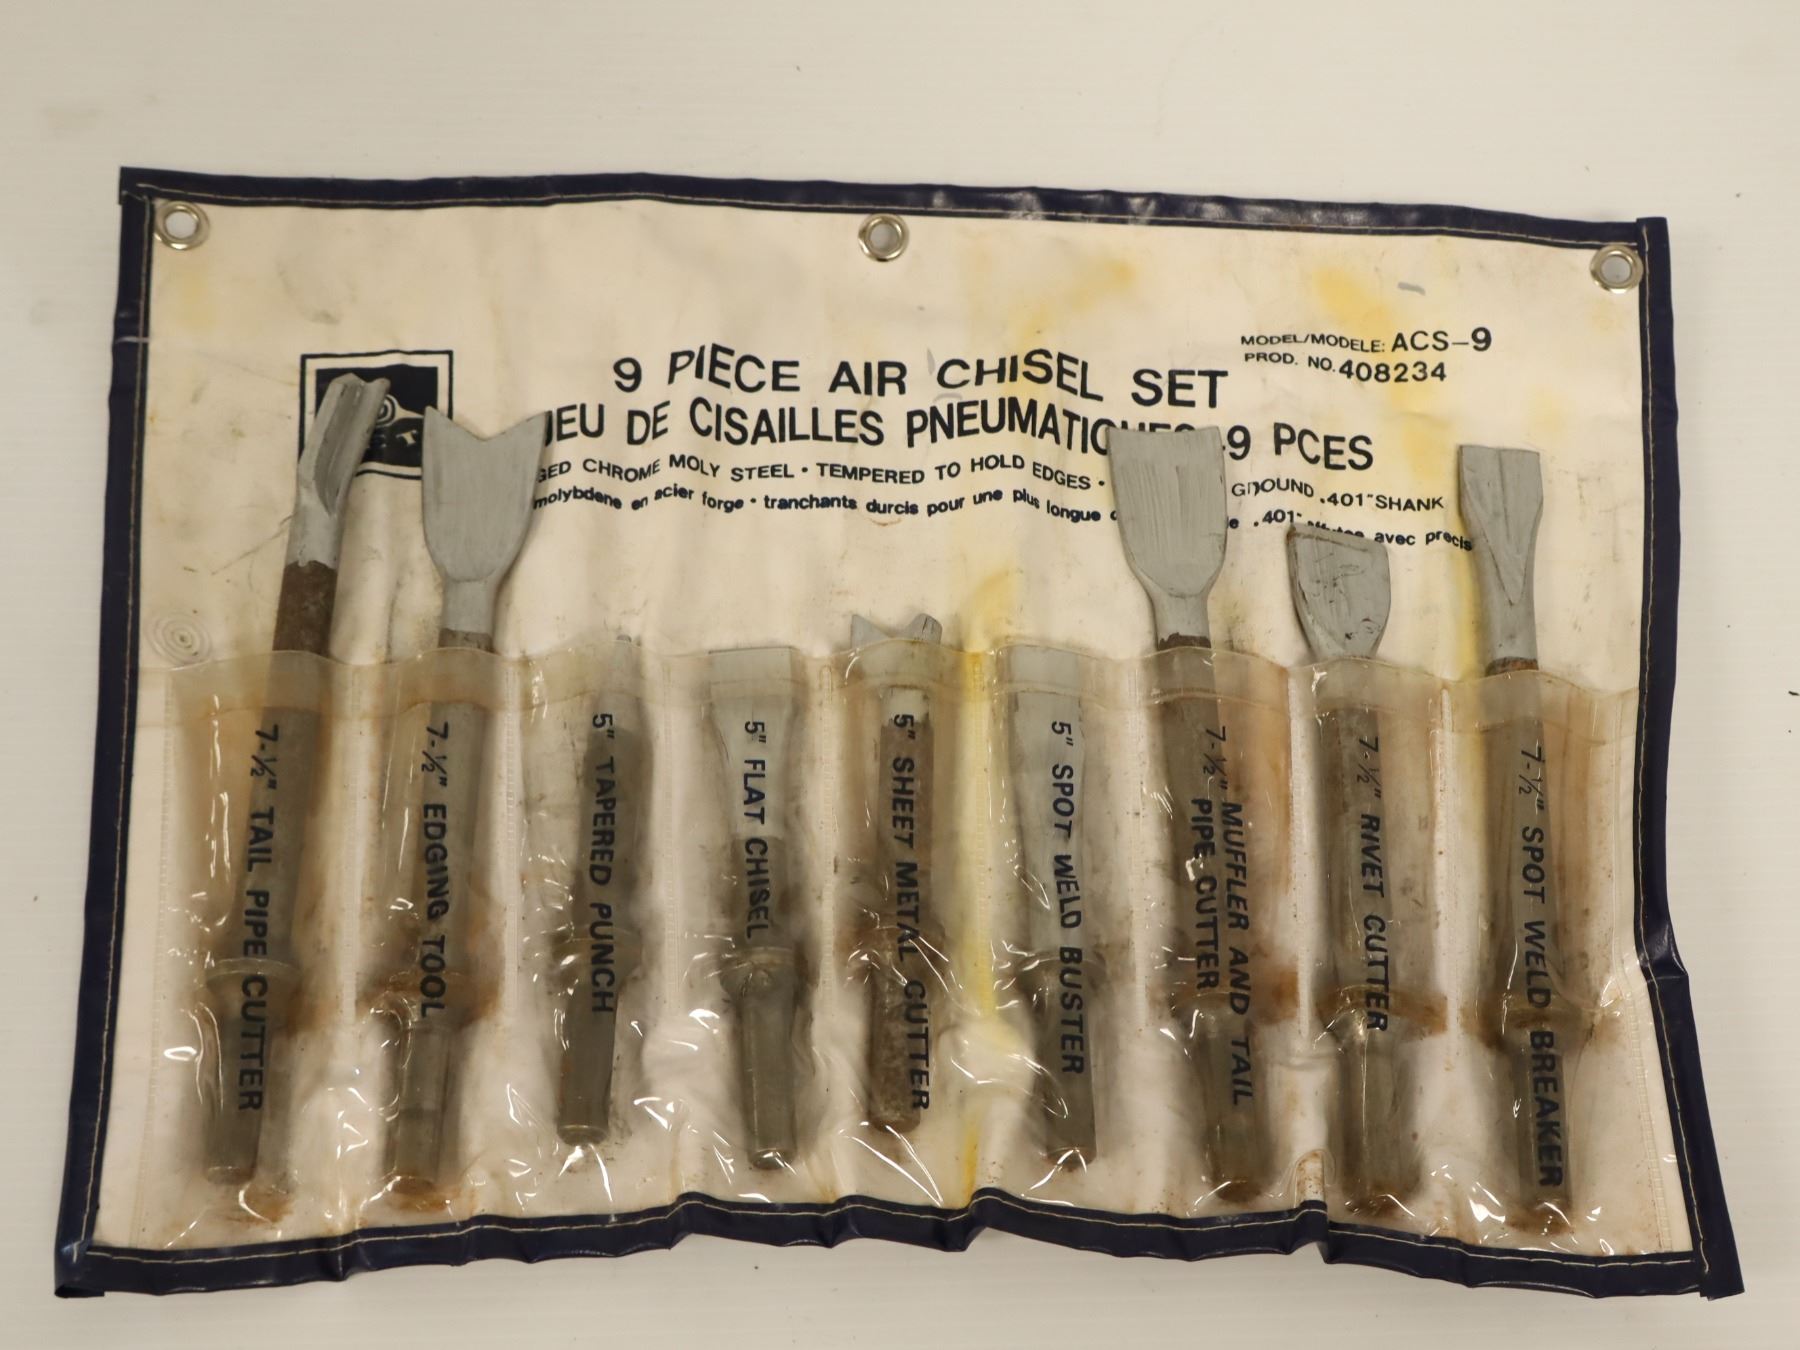 MODEL/MODELE: ACS-9
PROD. NO. 408234
9 PIECE AIR CHISEL SET
JEU DE CISAILLES PNEUMATIQUES-9 PCES
CHROME MOLY STEEL • TEMPERED TO HOLD EDGES • GROUND .401" SHANK
molybdene en acier forge • tranchants durcis pour une plus longue .401" avec
7-½" TAIL PIPE CUTTER
7-½" EDGING TOOL
5" TAPERED PUNCH
5" FLAT CHISEL
5" SHEET METAL CUTTER
5" SPOT WELD BUSTER
7-½" MUFFLER AND TAIL
PIPE CUTTER
7-½" RIVET CUTTER
7-½" SPOT WELD BREAKER